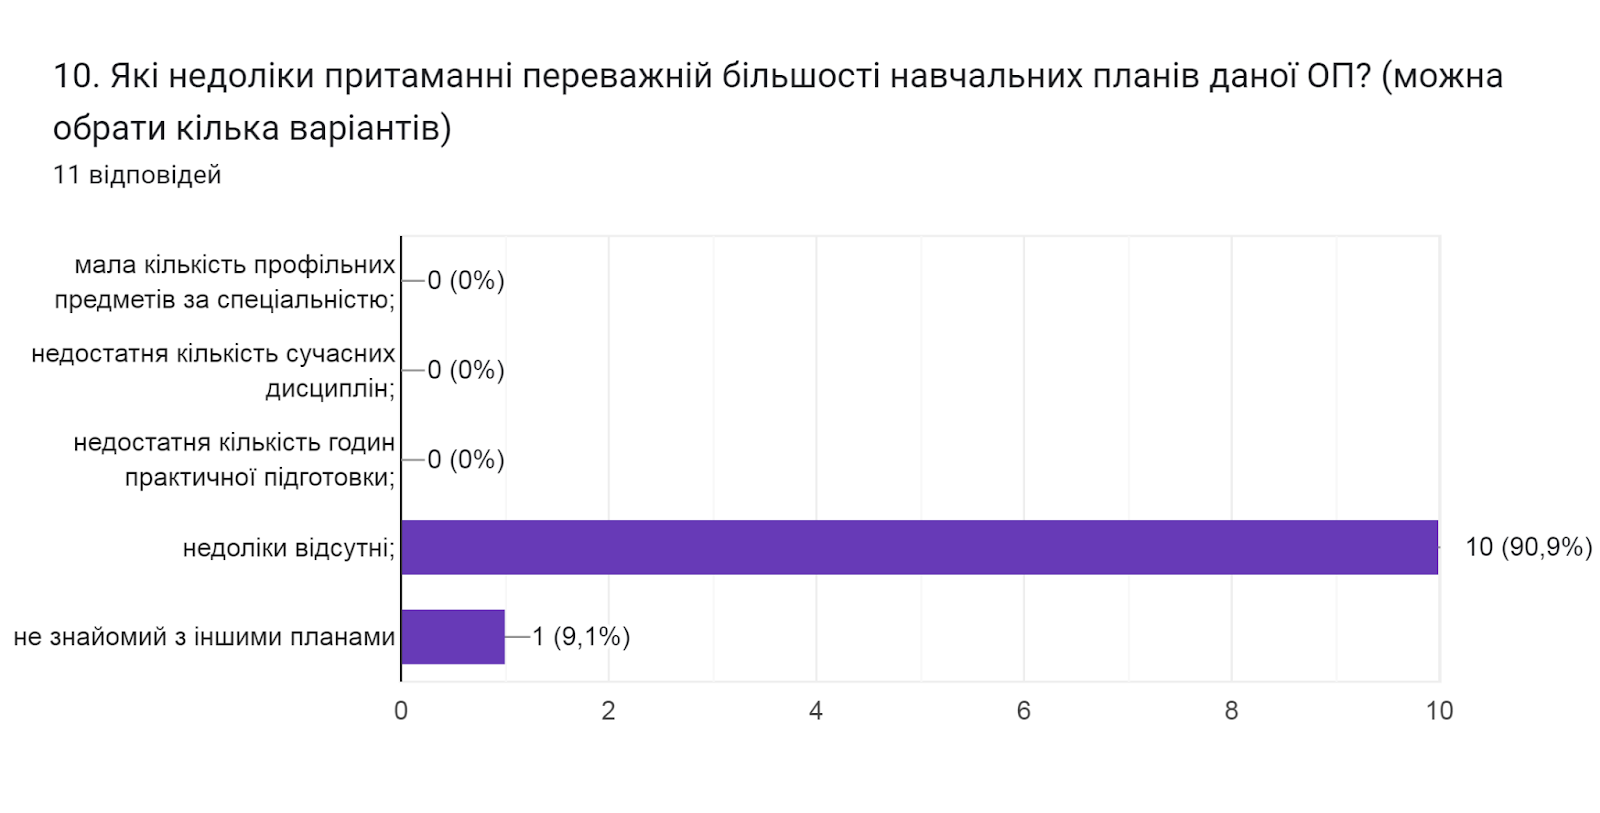 10. Які недоліки притаманні переважній більшості навчальних планів даної ОП? (можна
обрати кілька варіантів)
11 відповідей
мала кількість профільних
предметів за спеціальністю;
0 (0%)
недостатня кількість сучасних
дисциплін;
0 (0%)
недостатня кількість годин
практичної підготовки;
0 (0%)
недоліки відсутні;
10 (90,9%)
не знайомий з іншими планами
1 (9,1%)
0 2 4 6 8 10